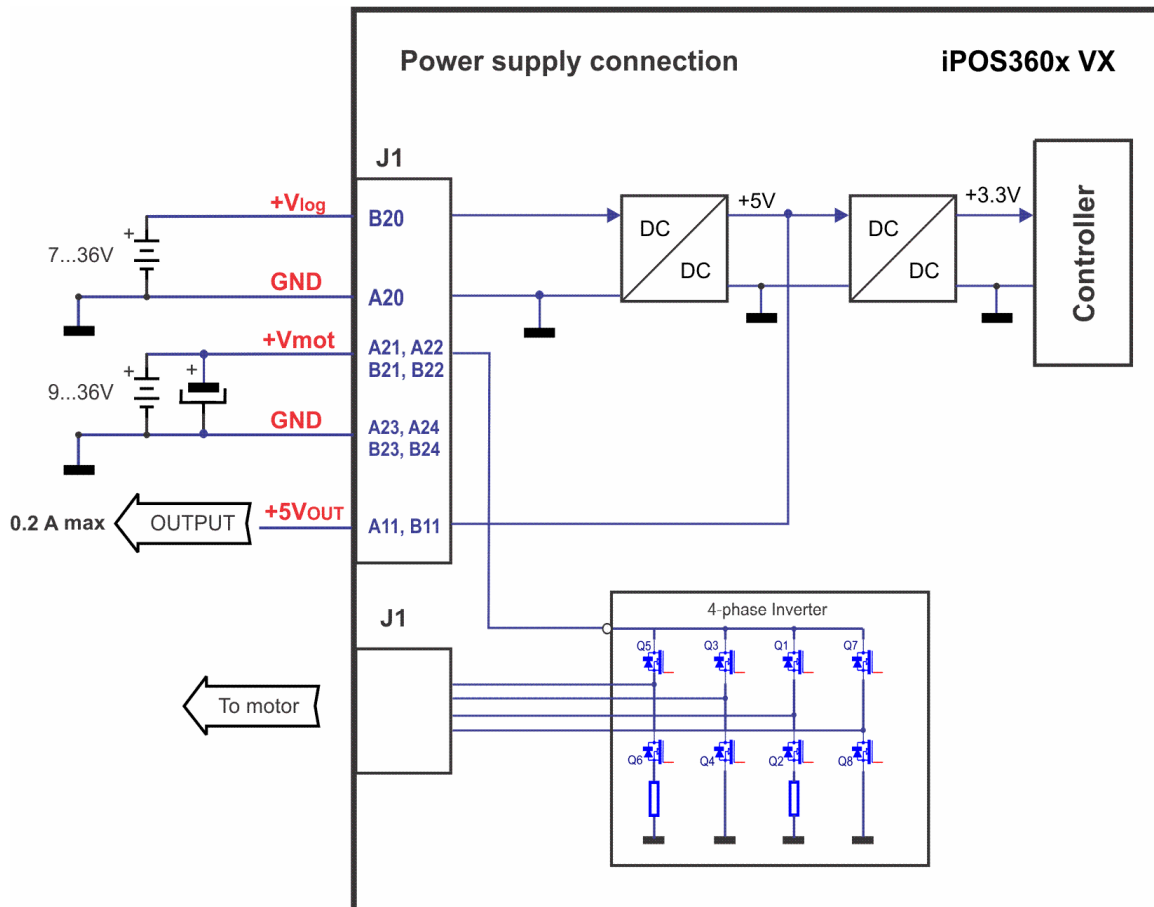 Power supply connection
iPOS360x VX
J1
+Vlog
B20
7...36V
GND
A20
DC
DC
+5V
DC
DC
+3.3V
Controller
+Vmot
A21, A22
B21, B22
9...36V
GND
A23, A24
B23, B24
0.2 A max
OUTPUT
+5VOUT
A11, B11
J1
To motor
4-phase Inverter
Q5
Q3
Q1
Q7
Q6
Q4
Q2
Q8
+
+
+